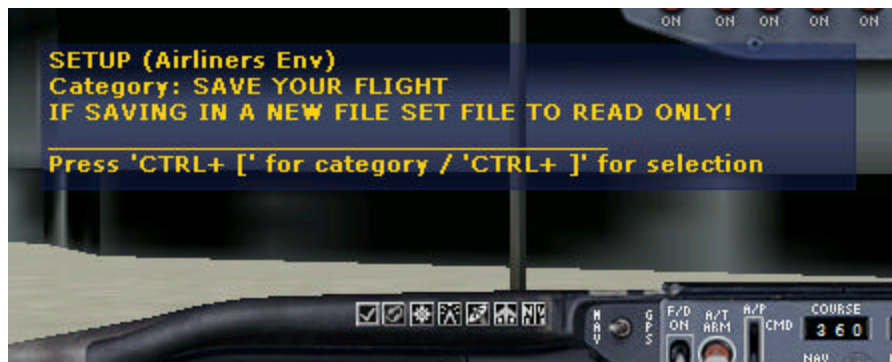 ON ON ON ON ON
SETUP (Airliners Env)
Category: SAVE YOUR FLIGHT
IF SAVING IN A NEW FILE SET FILE TO READ ONLY!
Press 'CTRL+ [' for category / 'CTRL+ ]' for selection
NAV
GPS
F/D
ON
A/T
ARM
A/P
CMD
COURSE
360
NAV